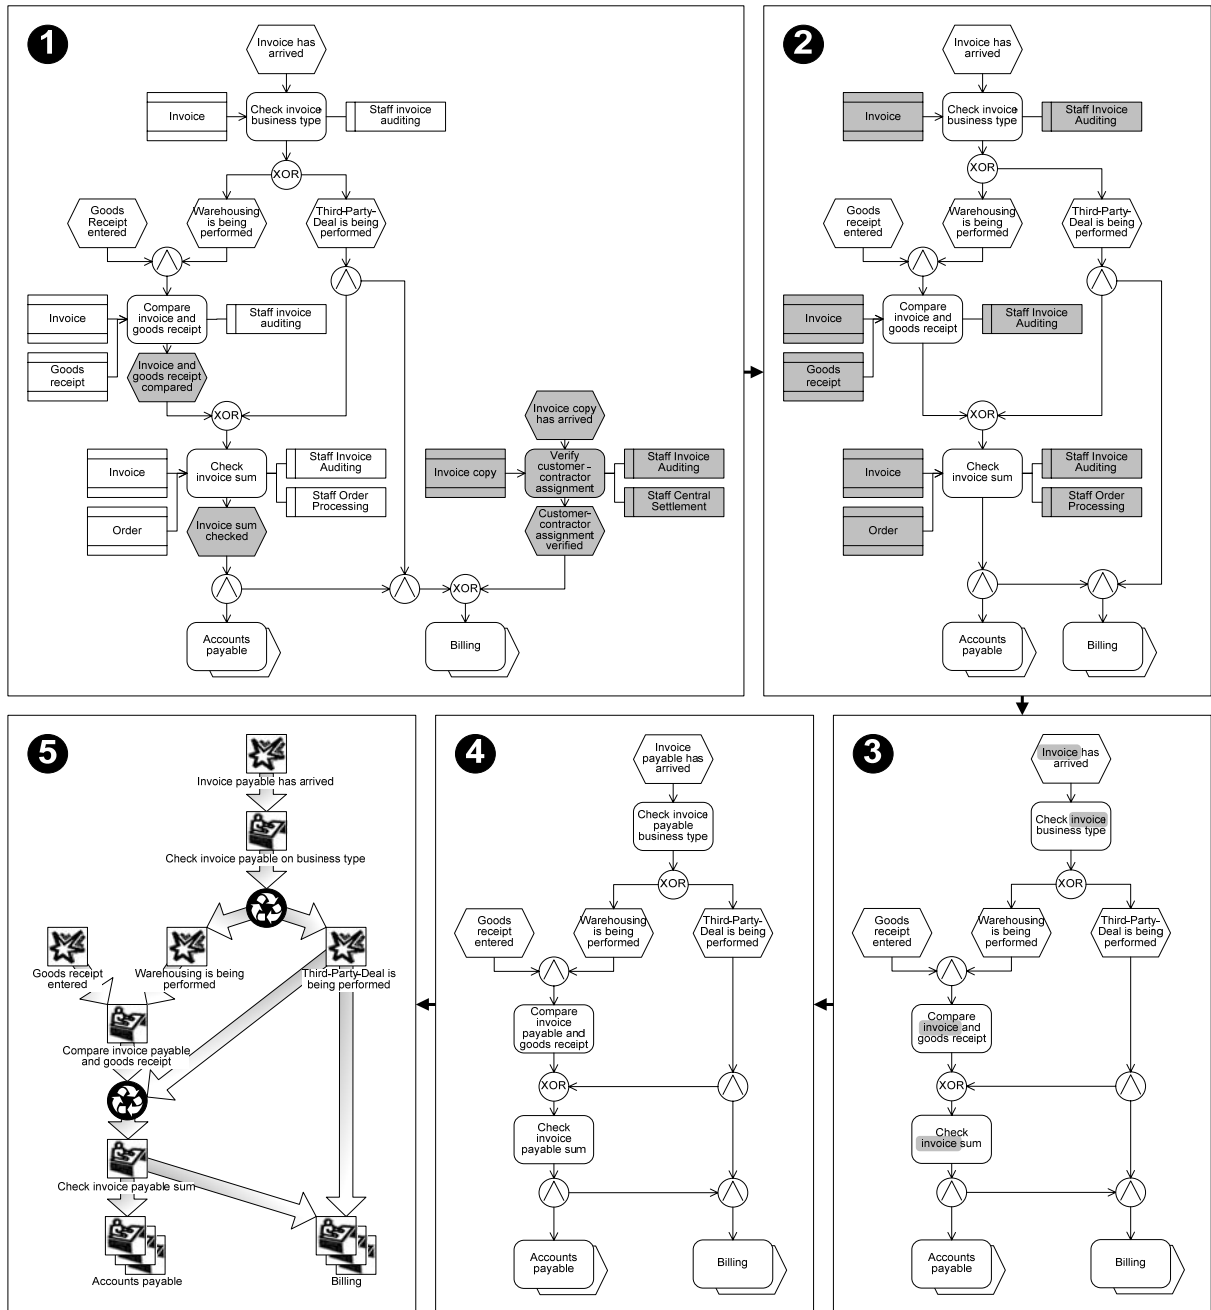 1
Invoice has
arrived
Invoice
Check invoice
business type
Staff invoice
auditing
XOR
Goods
Receipt
entered
Warehousing
is being
performed
Third-Party-
Deal is being
performed
Invoice
Compare
invoice and
goods receipt
Staff invoice
auditing
Goods
receipt
Invoice and
goods receipt
compared
XOR
Invoice copy
has arrived
Invoice
Check
invoice sum
Staff Invoice
Auditing
Staff Order
Processing
Order
Invoice sum
checked
Invoice copy
Verify
customer-
contractor
assignment
Staff Invoice
Auditing
Staff Central
Settlement
Customer-
contractor
assignment
verified
XOR
Accounts
payable
Billing
2
Invoice has
arrived
Invoice
Check invoice
business type
Staff Invoice
Auditing
XOR
Goods
receipt
entered
Warehousing
is being
performed
Third-Party-
Deal is being
performed
Invoice
Compare
invoice and
goods receipt
Staff Invoice
Auditing
Goods
receipt
XOR
Invoice
Check
invoice sum
Staff Invoice
Auditing
Staff Order
Processing
Order
Accounts
payable
Billing
5
Invoice payable has arrived
Check invoice payable on business type
Goods receipt
entered
Warehousing is being
performed
Third-Party-Deal is
being performed
Compare invoice payable
and goods receipt
Check invoice payable sum
Accounts payable
Billing
4
Invoice
payable has
arrived
Check invoice
payable
business type
XOR
Goods
receipt
entered
Warehousing
is being
performed
Third-Party-
Deal is being
performed
Compare
invoice
payable and
goods receipt
XOR
Check
invoice
payable sum
Accounts
payable
Billing
3
Invoice has
arrived
Check invoice
business type
XOR
Goods
receipt
entered
Warehousing
is being
performed
Third-Party-
Deal is being
performed
Compare
invoice and
goods receipt
XOR
Check
invoice sum
Accounts
payable
Billing